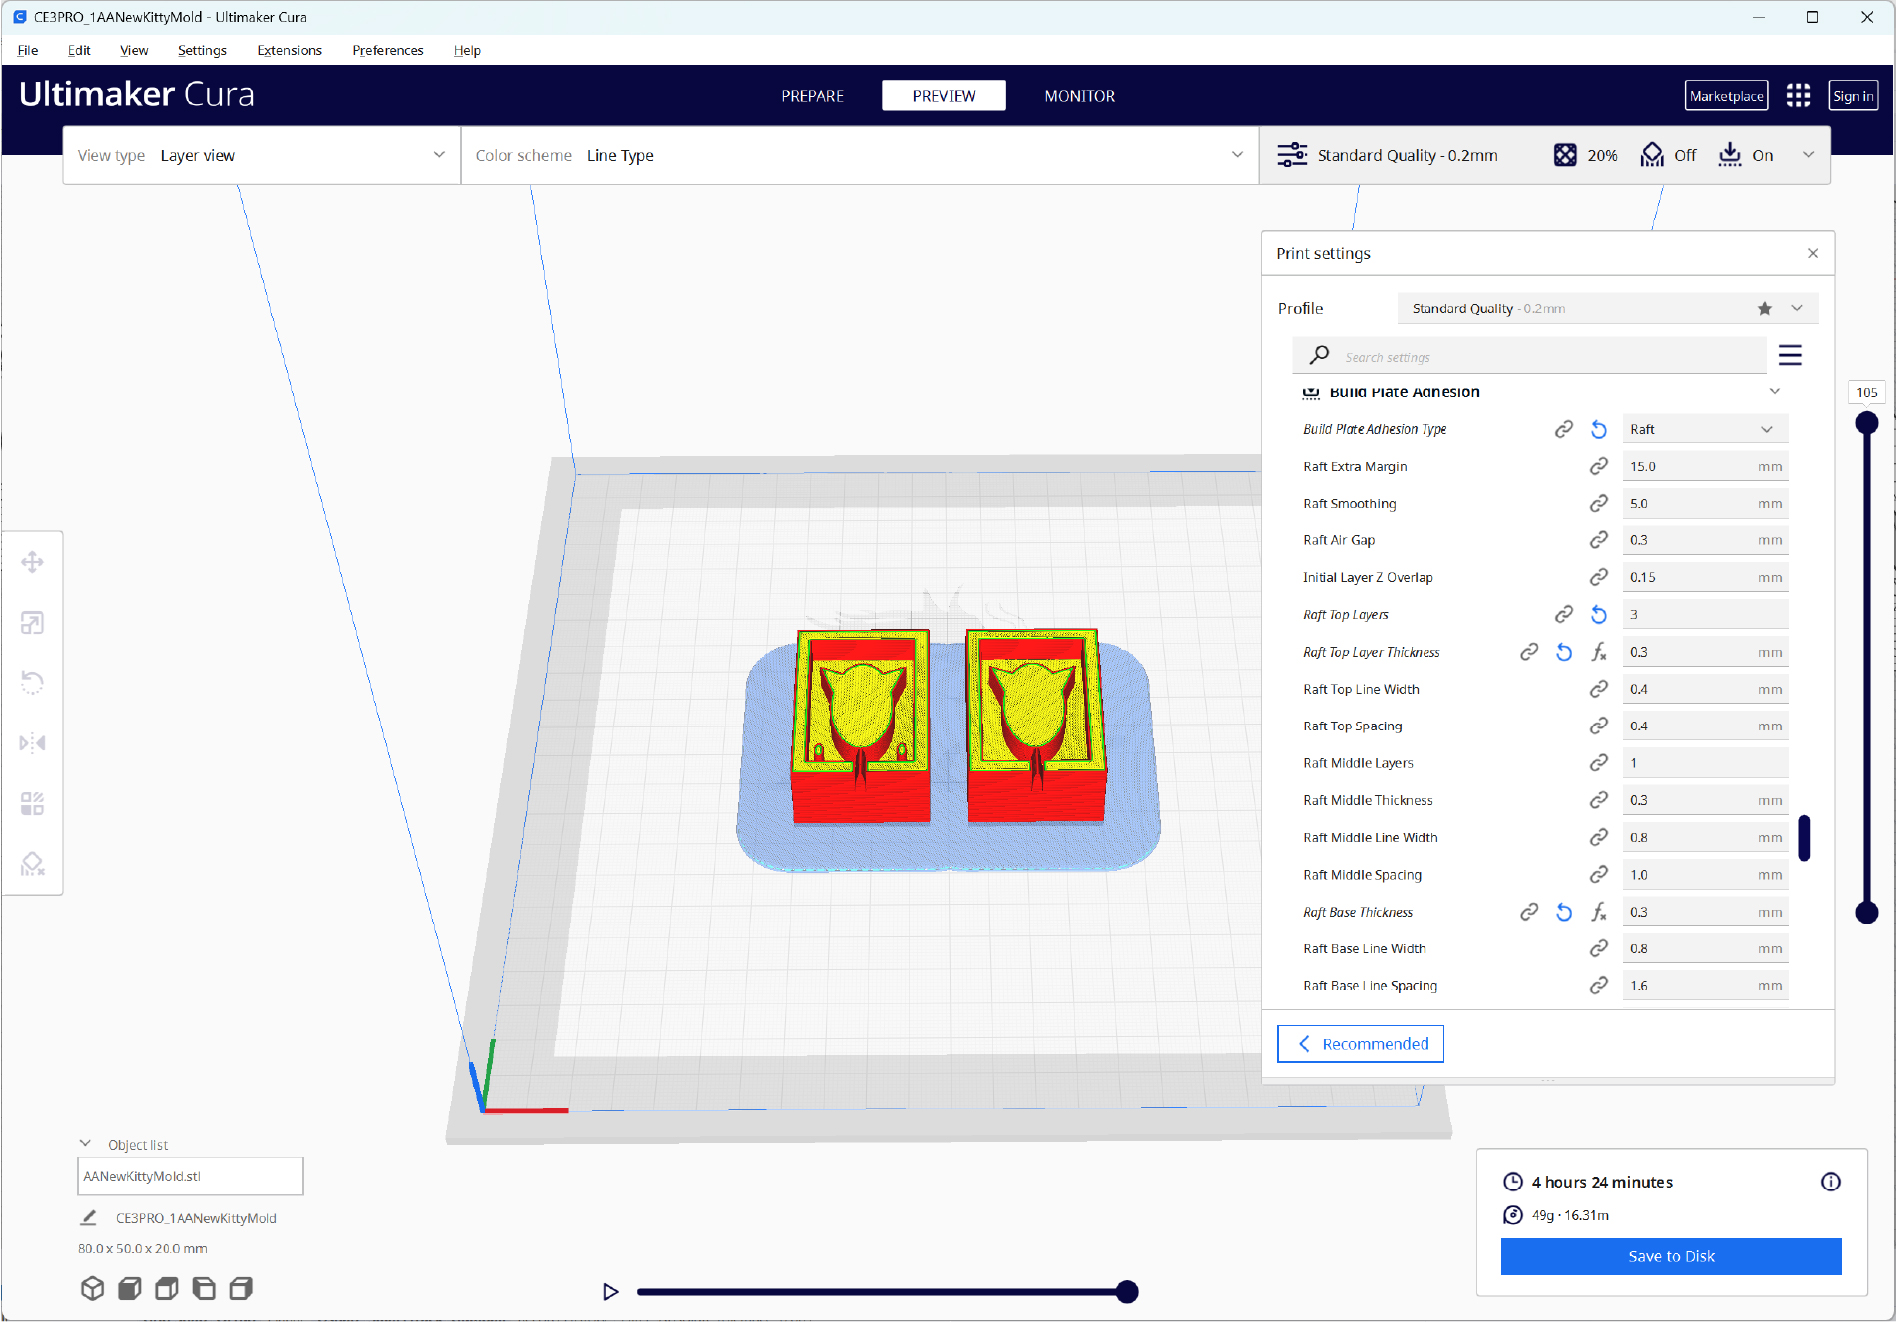 CE3PRO_1AANewKittyMold - Ultimaker Cura
File Edit View Settings Extensions Preferences Help
Ultimaker Cura
PREPARE PREVIEW MONITOR
Marketplace Sign in
View type Layer view
Color scheme Line Type
Standard Quality - 0.2mm 20% Off On
Print settings
Profile Standard Quality - 0.2mm
Search settings
Build Plate Adhesion
Build Plate Adhesion Type Raft
Raft Extra Margin 15.0 mm
Raft Smoothing 5.0 mm
Raft Air Gap 0.3 mm
Initial Layer Z Overlap 0.15 mm
Raft Top Layers 3
Raft Top Layer Thickness 0.3 mm
Raft Top Line Width 0.4 mm
Raft Top Spacing 0.4 mm
Raft Middle Layers 1
Raft Middle Thickness 0.3 mm
Raft Middle Line Width 0.8 mm
Raft Middle Spacing 1.0 mm
Raft Base Thickness 0.3 mm
Raft Base Line Width 0.8 mm
Raft Base Line Spacing 1.6 mm
Recommended
105
Object list
AANewKittyMold.stl
CE3PRO_1AANewKittyMold
80.0 x 50.0 x 20.0 mm
4 hours 24 minutes
49g · 16.31m
Save to Disk